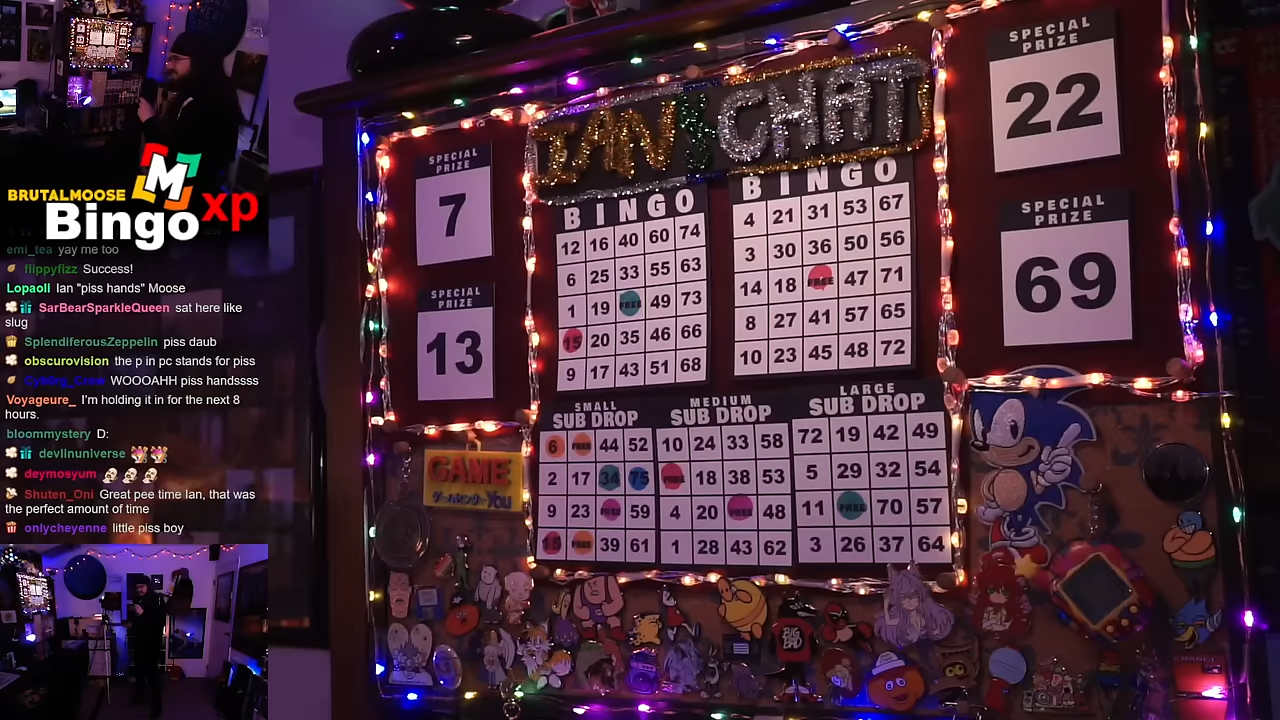 BRUTALMOOSE
M
Bingo xp
emi_tea yay me too
flippyfizz Success!
Lopaoli Ian "piss hands" Moose
SarBearSparkleQueen sat here like
slug
SplendiferousZeppelin piss daub
obscurovision the p in pc stands for piss
WOOOAHH piss handssss
Voyageure_ I'm holding it in for the next 8
hours.
bloommystery D:
devilinuniverse
deymosyum
Shuten_Oni Great pee time Ian, that was
the perfect amount of time
onlycheyenne little piss boy
IAN & CHAT
SPECIAL
PRIZE
7
SPECIAL
PRIZE
13
BINGO
12 16 40 60 74
6 25 33 55 63
1 19 FREE 49 73
15 20 35 46 66
9 17 43 51 68
BINGO
4 21 31 53 67
3 30 36 50 56
14 18 FREE 47 71
8 27 41 57 65
10 23 45 48 72
SPECIAL
PRIZE
22
SPECIAL
PRIZE
69
SMALL
SUB DROP
6 FREE 44 52
2 17 34 75
9 23 FREE 59
15 FREE 39 61
MEDIUM
SUB DROP
10 24 33 58
FREE 18 38 53
4 20 FREE 48
1 28 43 62
LARGE
SUB DROP
72 19 42 49
5 29 32 54
11 FREE 70 57
3 26 37 64
GAME
YOU
BIG
BAD
CHANCE